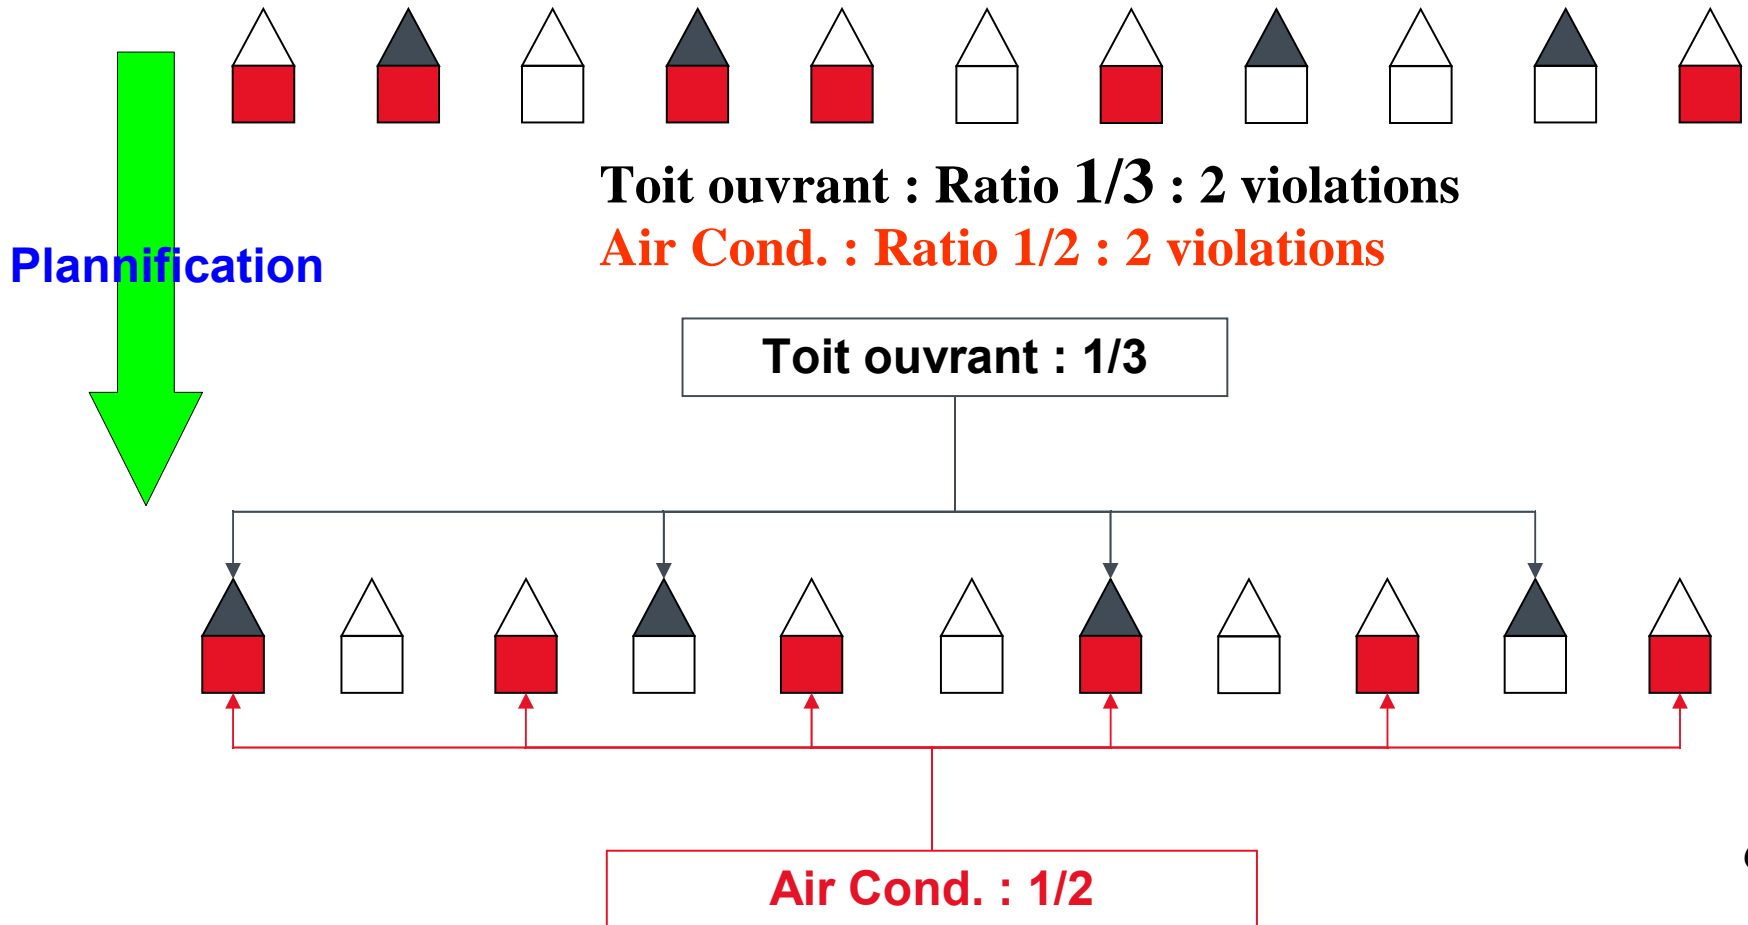 Toit ouvrant : Ratio 1/3 : 2 violations
Air Cond. : Ratio 1/2 : 2 violations
Plannification
Toit ouvrant : 1/3
Air Cond. : 1/2